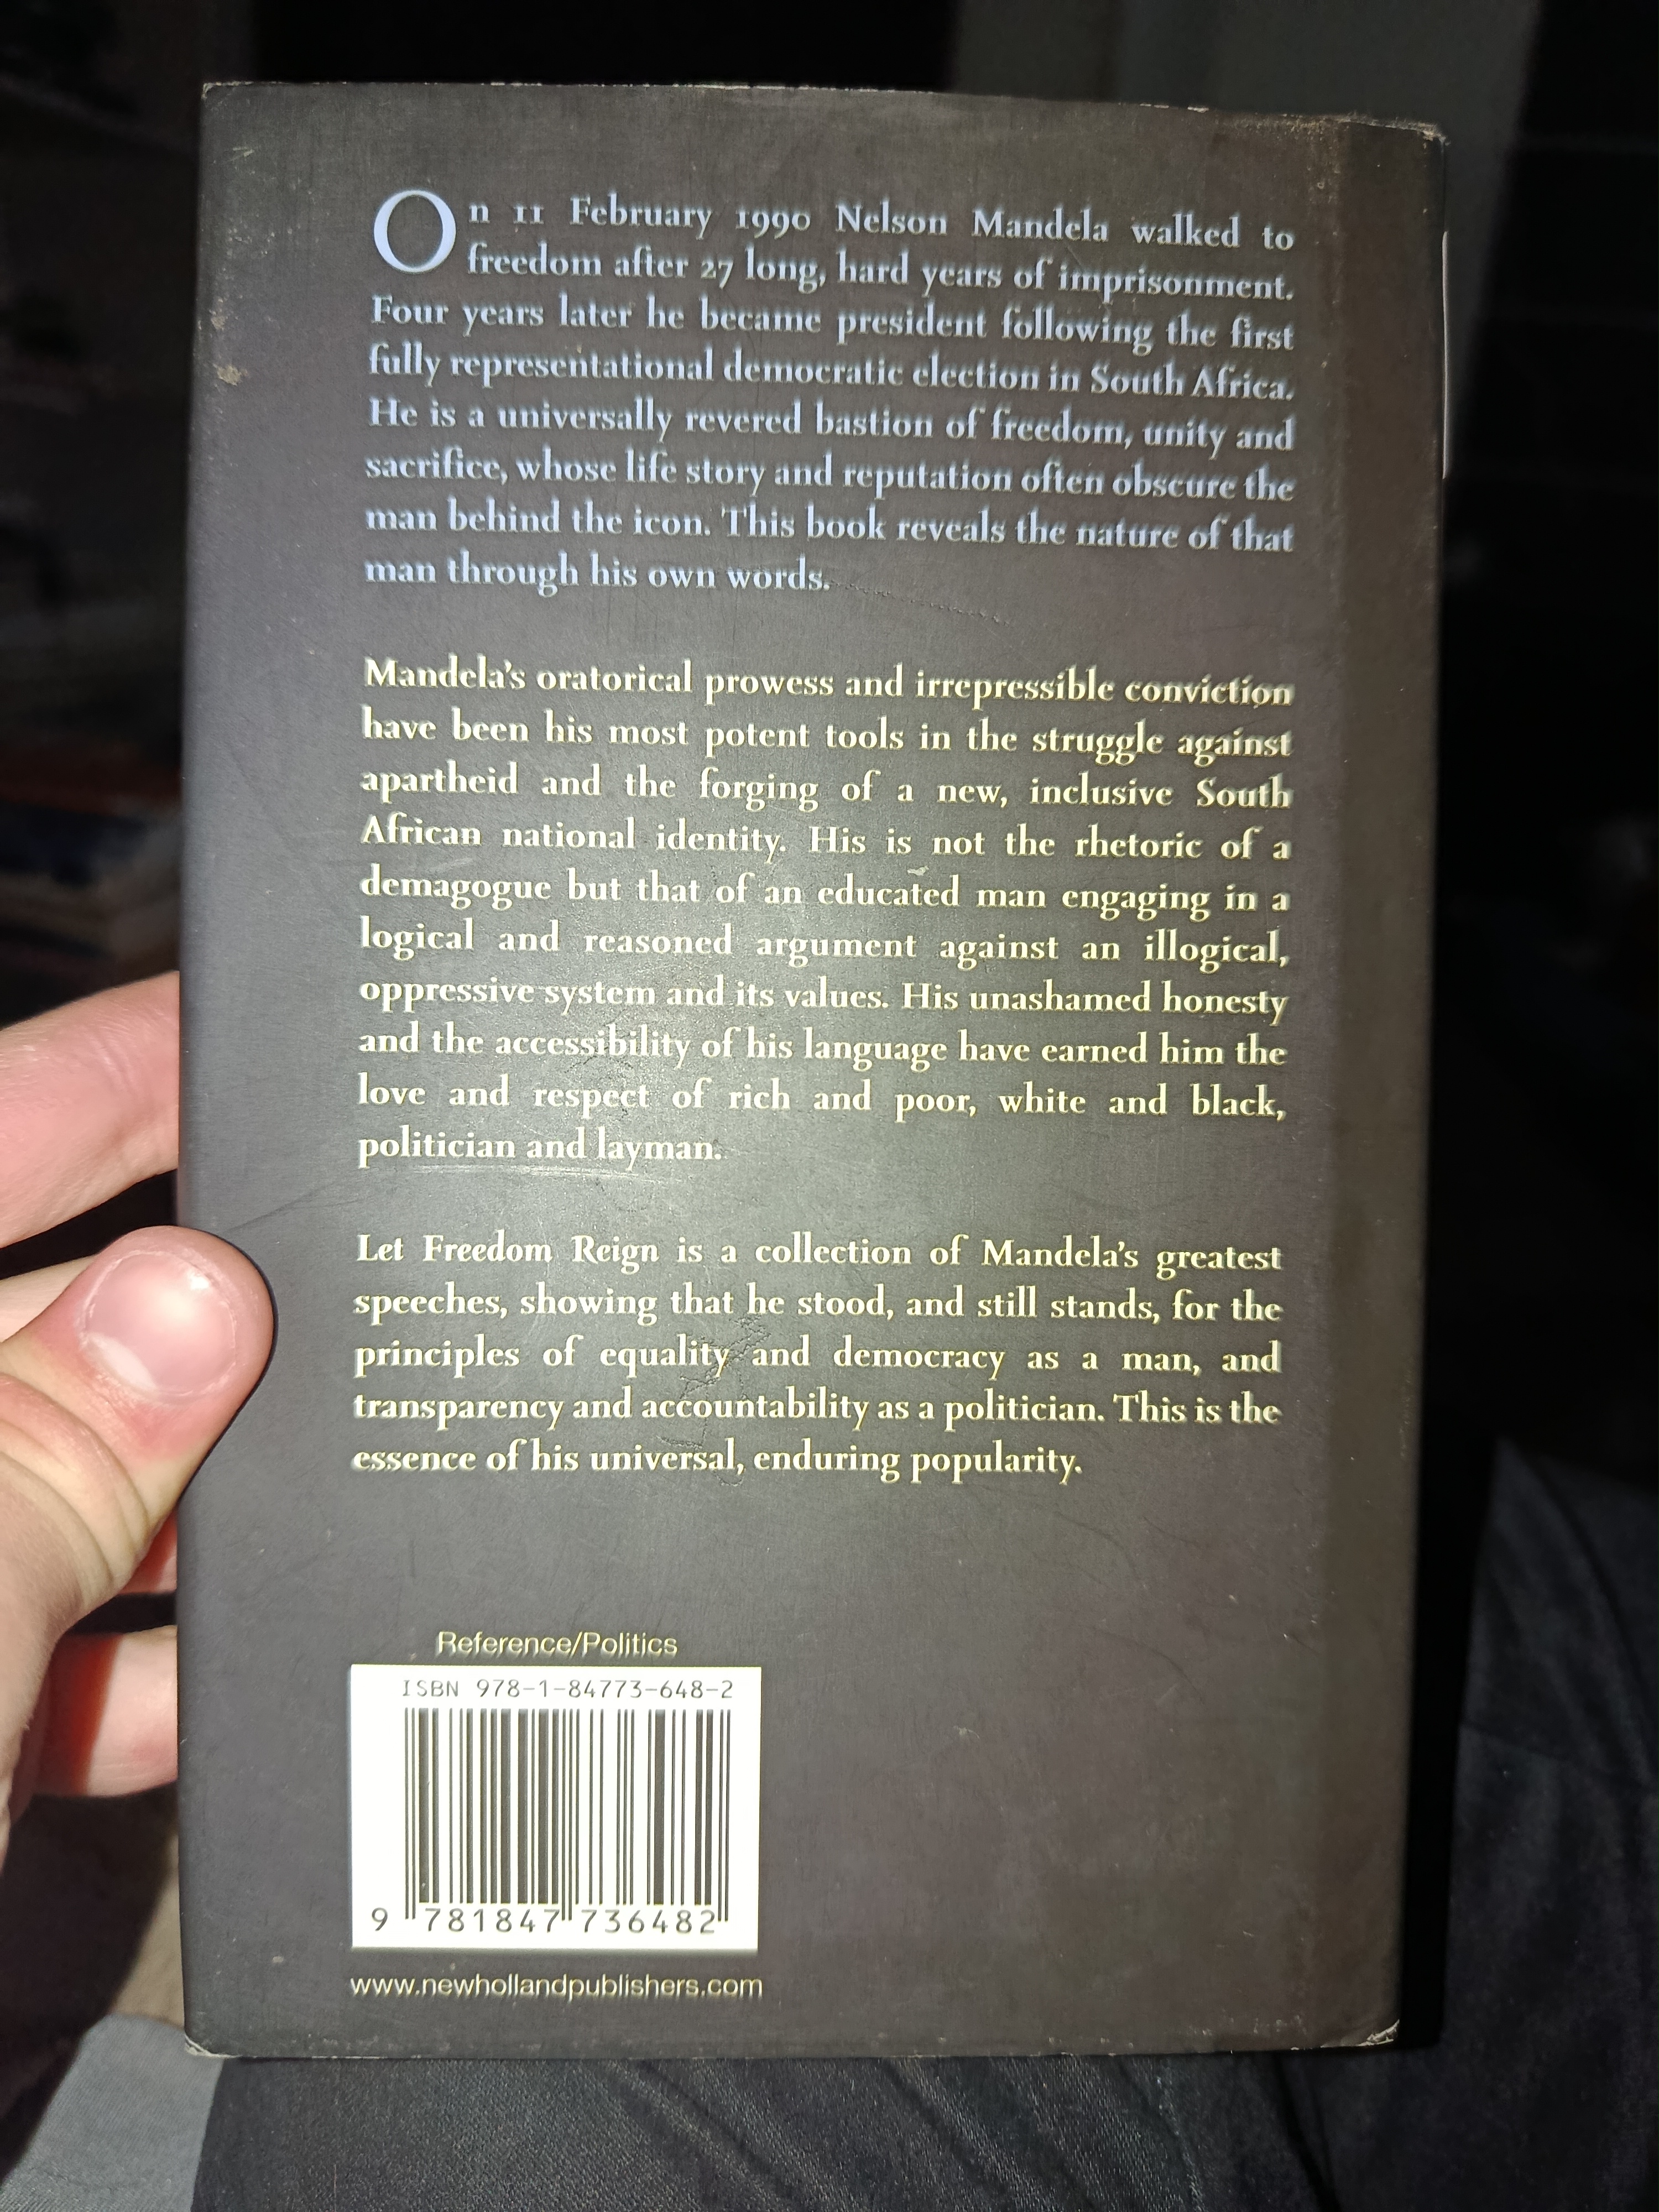 On 11 February 1990 Nelson Mandela walked to
freedom after 27 long, hard years of imprisonment.
Four years later he became president following the first
fully representational democratic election in South Africa.
He is a universally revered bastion of freedom, unity and
sacrifice, whose life story and reputation often obscure the
man behind the icon. This book reveals the nature of that
man through his own words.
Mandela's oratorical prowess and irrepressible conviction
have been his most potent tools in the struggle against
apartheid and the forging of a new, inclusive South
African national identity. His is not the rhetoric of a
demagogue but that of an educated man engaging in a
logical and reasoned argument against an illogical,
oppressive system and its values. His unashamed honesty
and the accessibility of his language have earned him the
love and respect of rich and poor, white and black,
politician and layman.
Let Freedom Reign is a collection of Mandela's greatest
speeches, showing that he stood, and still stands, for the
principles of equality and democracy as a man, and
transparency and accountability as a politician. This is the
essence of his universal, enduring popularity.
Reference/Politics
ISBN 978-1-84773-648-2
9 781847 736482
www.newhollandpublishers.com